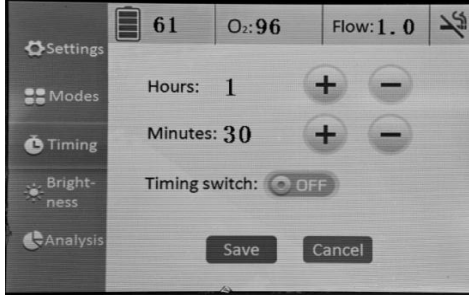 61 O₂:96 Flow:1.0
Settings
Modes
Timing
Bright-
ness
Analysis
Hours: 1 + −
Minutes: 30 + −
Timing switch: OFF
Save Cancel